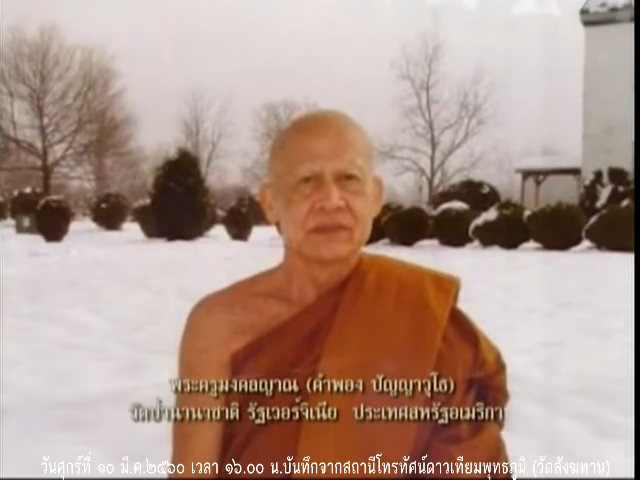 พระครูมงคลญาณ (คำพอง ปัญญาวุโธ)
วัดป่านานาชาติ รัฐเวอร์จิเนีย ประเทศสหรัฐอเมริกา
วันศุกร์ที่ ๑๐ มี.ค.๒๕๖๐ เวลา ๑๖.๐๐ น.บันทึกจากสถานีโทรทัศน์ดาวเทียมพุทธภูมิ (วัดสังฆทาน)